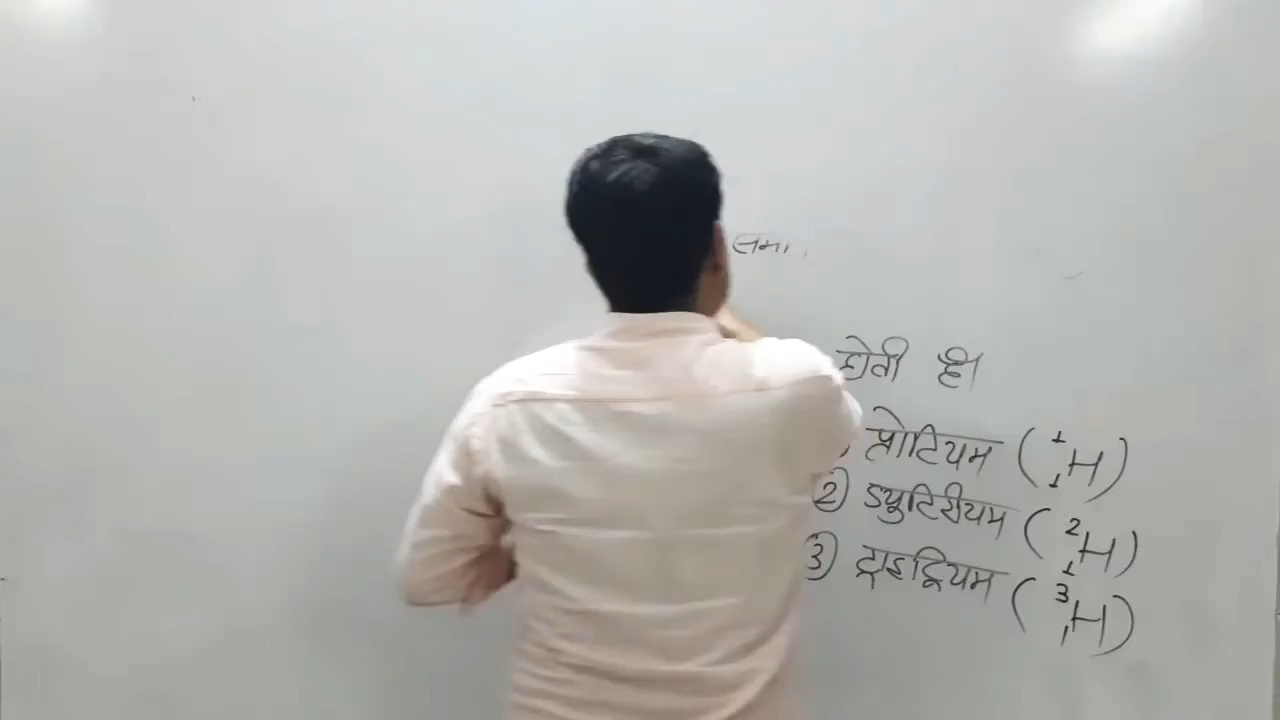 समा
होती है।
प्रोटियम ( ¹₁H )
② ड्युटिरीयम ( ²₁H )
③ ट्राइट्रियम ( ³₁H )